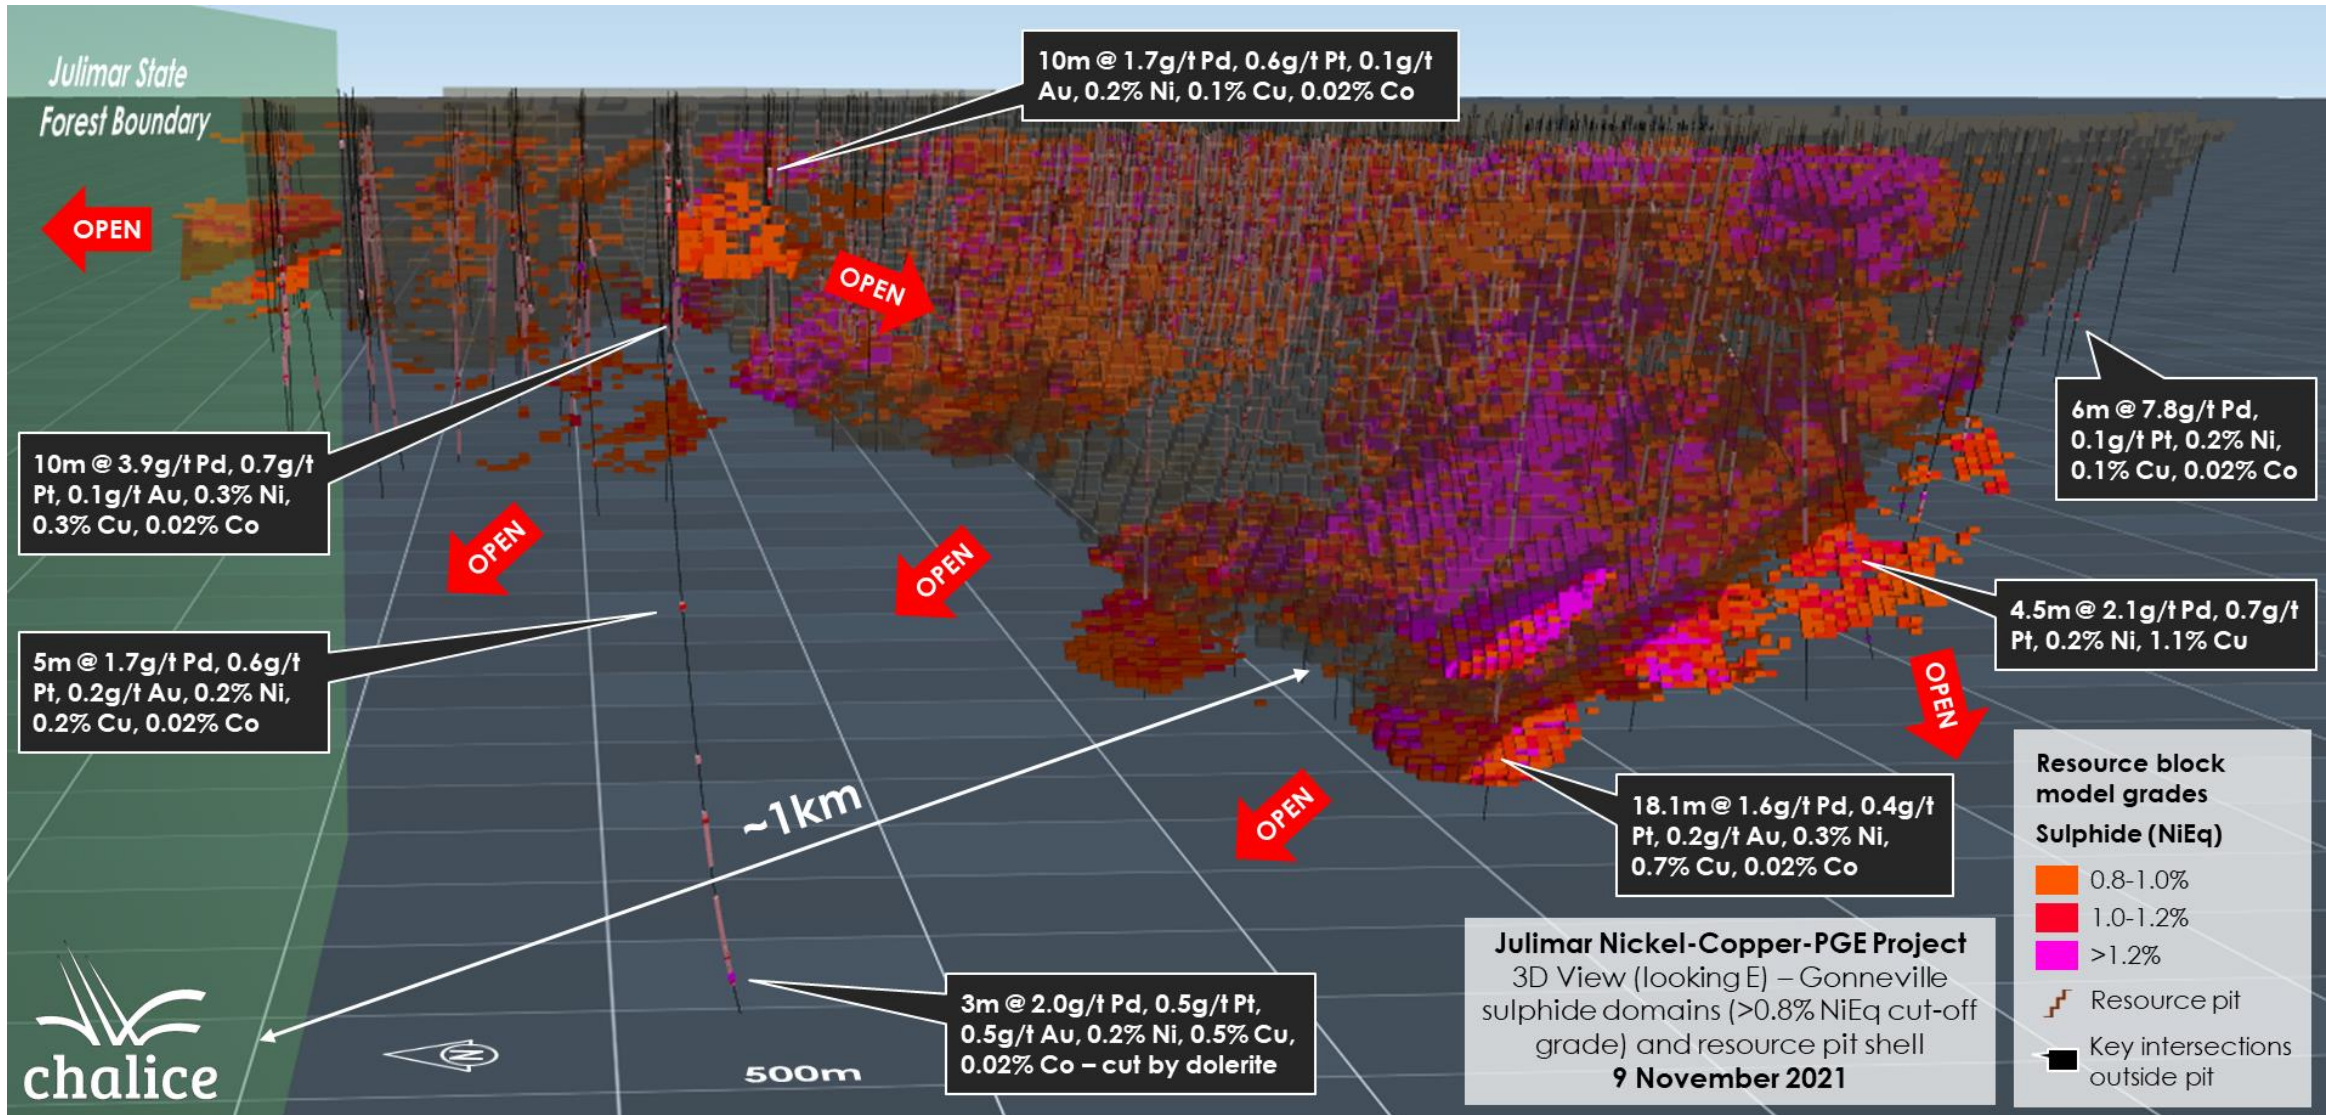 Julimar State
Forest Boundary
10m @ 1.7g/t Pd, 0.6g/t Pt, 0.1g/t
Au, 0.2% Ni, 0.1% Cu, 0.02% Co
OPEN
OPEN
6m @ 7.8g/t Pd,
0.1g/t Pt, 0.2% Ni,
0.1% Cu, 0.02% Co
10m @ 3.9g/t Pd, 0.7g/t
Pt, 0.1g/t Au, 0.3% Ni,
0.3% Cu, 0.02% Co
OPEN
OPEN
4.5m @ 2.1g/t Pd, 0.7g/t
Pt, 0.2% Ni, 1.1% Cu
5m @ 1.7g/t Pd, 0.6g/t
Pt, 0.2g/t Au, 0.2% Ni,
0.2% Cu, 0.02% Co
OPEN
~1km
OPEN
18.1m @ 1.6g/t Pd, 0.4g/t
Pt, 0.2g/t Au, 0.3% Ni,
0.7% Cu, 0.02% Co
Resource block
model grades
Sulphide (NiEq)
0.8-1.0%
1.0-1.2%
>1.2%
Resource pit
Key intersections
outside pit
Julimar Nickel-Copper-PGE Project
3D View (looking E) – Gonneville
sulphide domains (>0.8% NiEq cut-off
grade) and resource pit shell
9 November 2021
3m @ 2.0g/t Pd, 0.5g/t Pt,
0.5g/t Au, 0.2% Ni, 0.5% Cu,
0.02% Co – cut by dolerite
N
500m
chalice